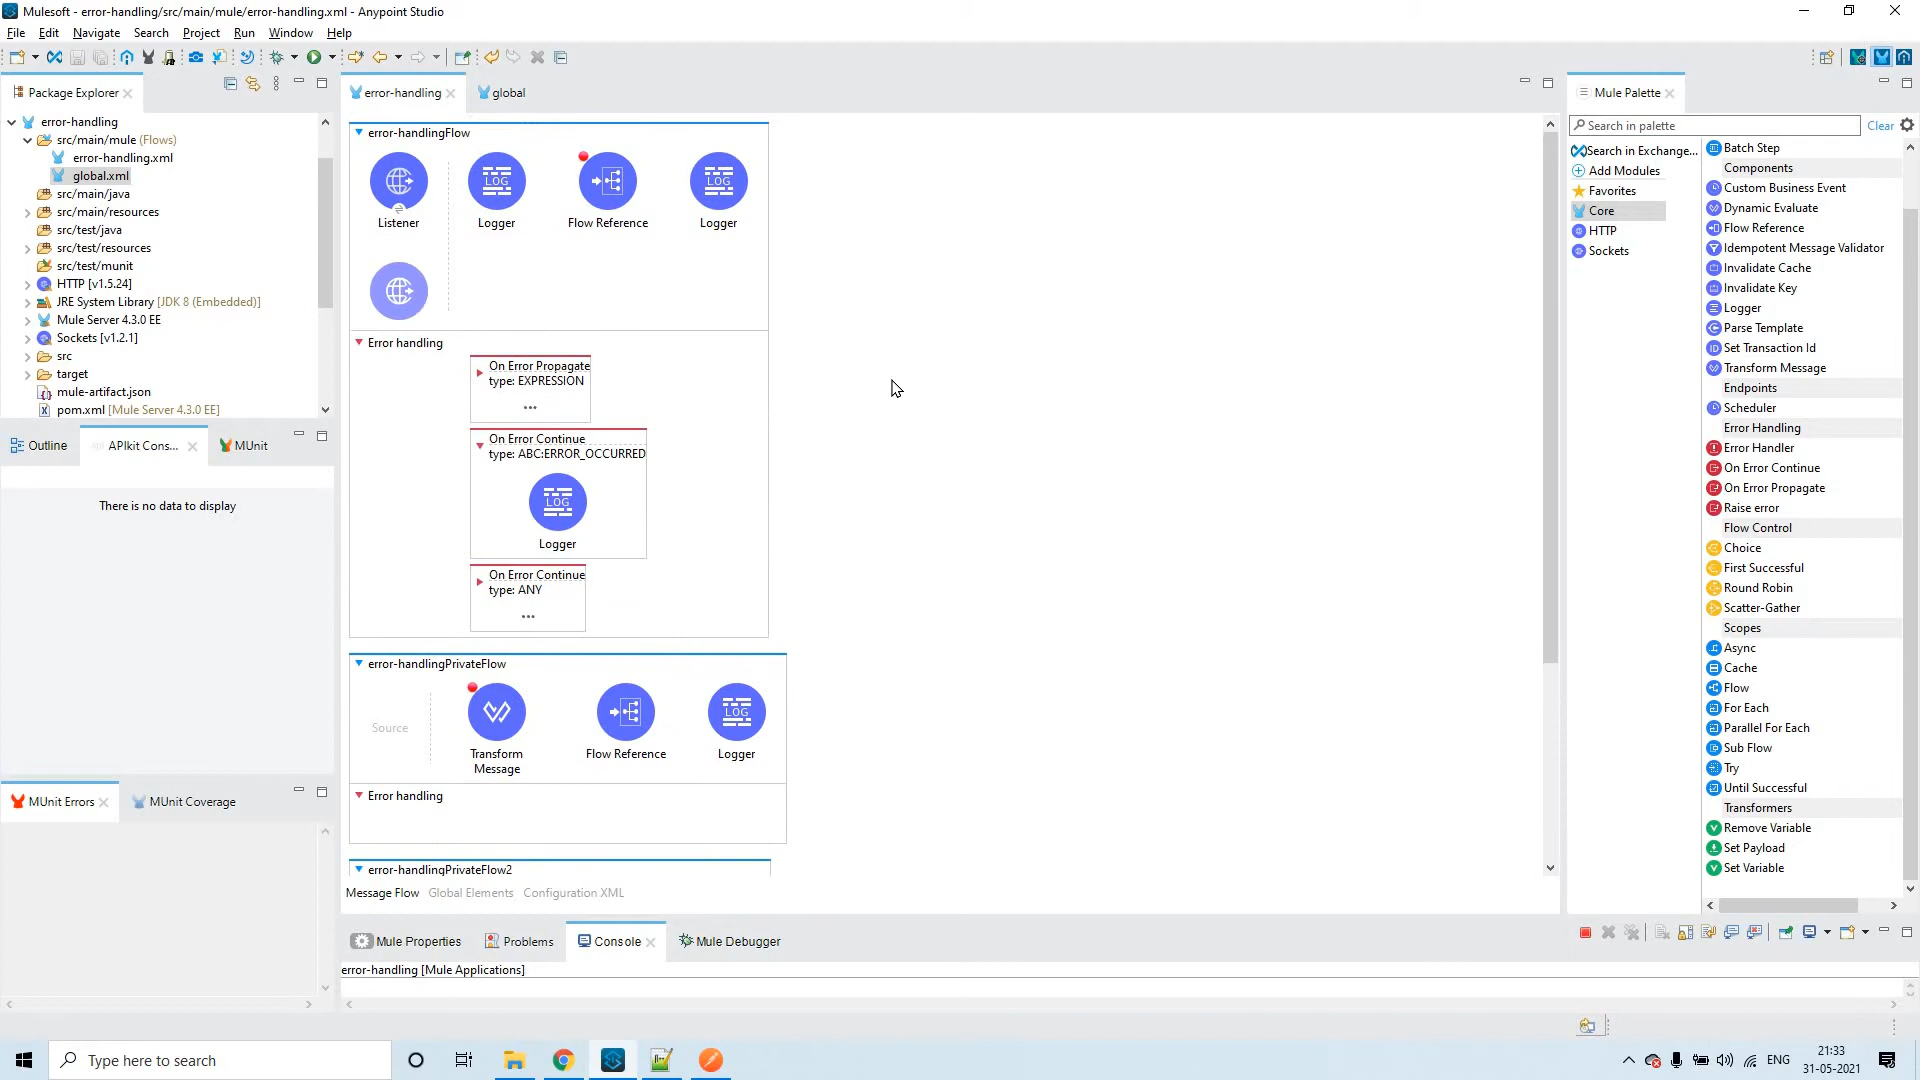 Mulesoft - error-handling/src/main/mule/error-handling.xml - Anypoint Studio
File Edit Navigate Search Project Run Window Help
Package Explorer
error-handling
src/main/mule (Flows)
error-handling.xml
global.xml
src/main/java
src/main/resources
src/test/java
src/test/resources
src/test/munit
HTTP [v1.5.24]
JRE System Library [JDK 8 (Embedded)]
Mule Server 4.3.0 EE
Sockets [v1.2.1]
src
target
mule-artifact.json
pom.xml [Mule Server 4.3.0 EE]
Outline APIkit Cons... MUnit
There is no data to display
MUnit Errors MUnit Coverage
error-handling global
error-handlingFlow
Listener Logger Flow Reference Logger
LOG LOG
Error handling
On Error Propagate
type: EXPRESSION
...
On Error Continue
type: ABC:ERROR_OCCURRED
LOG
Logger
On Error Continue
type: ANY
...
error-handlingPrivateFlow
Source
LOG
Transform Message Flow Reference Logger
Error handling
error-handlingPrivateFlow2
Message Flow Global Elements Configuration XML
Mule Properties Problems Console Mule Debugger
error-handling [Mule Applications]
Mule Palette
Search in palette Clear
Search in Exchange...
Add Modules
Favorites
Core
HTTP
Sockets
Batch Step
Components
Custom Business Event
Dynamic Evaluate
Flow Reference
Idempotent Message Validator
Invalidate Cache
Invalidate Key
Logger
Parse Template
Set Transaction Id
Transform Message
Endpoints
Scheduler
Error Handling
Error Handler
On Error Continue
On Error Propagate
Raise error
Flow Control
Choice
First Successful
Round Robin
Scatter-Gather
Scopes
Async
Cache
Flow
For Each
Parallel For Each
Sub Flow
Try
Until Successful
Transformers
Remove Variable
Set Payload
Set Variable
Type here to search
ENG
21:33
31-05-2021